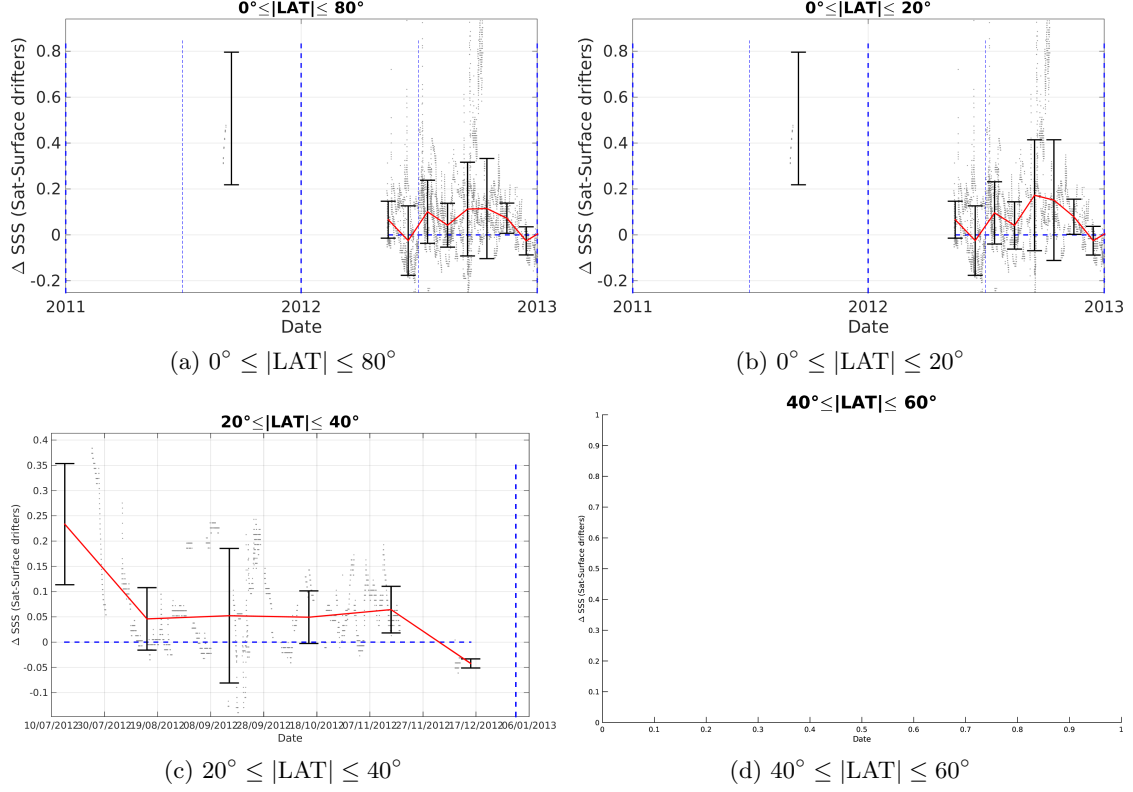 0°≤|LAT|≤ 80°
Δ SSS (Sat-Surface drifters)
0.8
0.6
0.4
0.2
0
-0.2
2011
2012
2013
Date
(a) 0° ≤ |LAT| ≤ 80°
0°≤|LAT|≤ 20°
Δ SSS (Sat-Surface drifters)
0.8
0.6
0.4
0.2
0
-0.2
2011
2012
2013
Date
(b) 0° ≤ |LAT| ≤ 20°
20°≤|LAT|≤ 40°
Δ SSS (Sat-Surface drifters)
0.4
0.35
0.3
0.25
0.2
0.15
0.1
0.05
0
-0.05
-0.1
10/07/2012
30/07/2012
19/08/2012
08/09/2012
28/09/2012
18/10/2012
07/11/2012
27/11/2012
17/12/2012
06/01/2013
Date
(c) 20° ≤ |LAT| ≤ 40°
40°≤|LAT|≤ 60°
Δ SSS (Sat-Surface drifters)
1
0.9
0.8
0.7
0.6
0.5
0.4
0.3
0.2
0.1
0
0 0.1 0.2 0.3 0.4 0.5 0.6 0.7 0.8 0.9 1
Date
(d) 40° ≤ |LAT| ≤ 60°